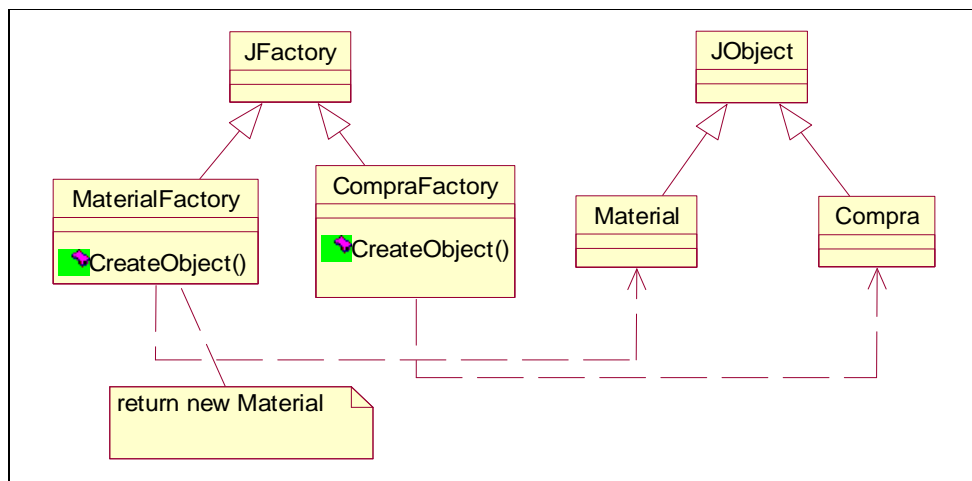 JFactory
JObject
MaterialFactory
CreateObject()
CompraFactory
CreateObject()
Material
Compra
return new Material